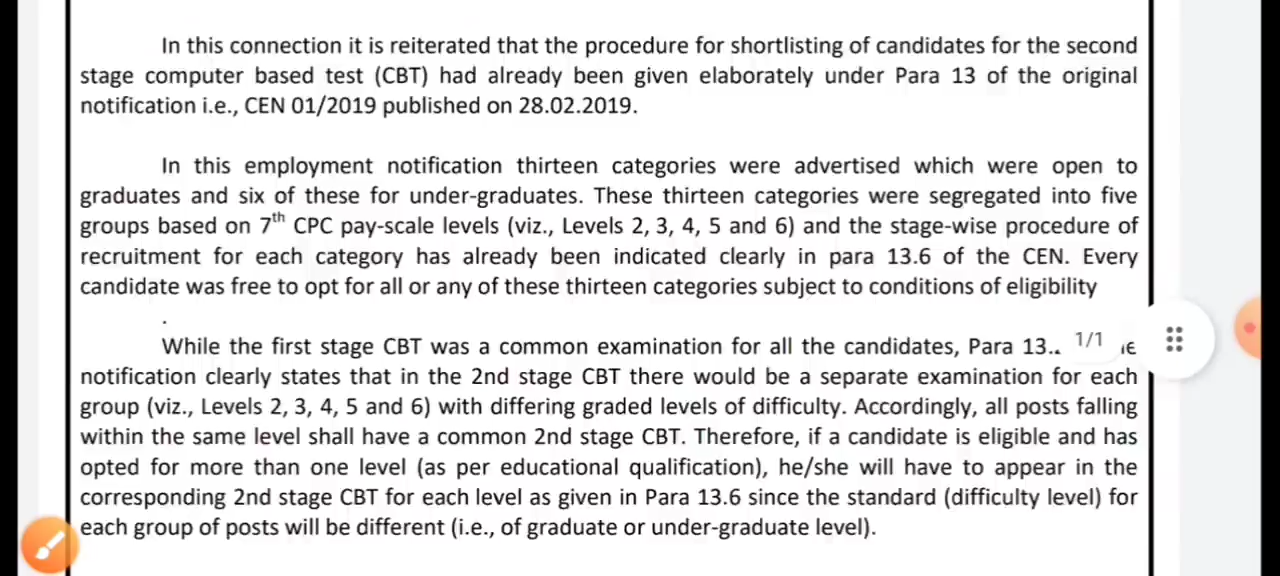 In this connection it is reiterated that the procedure for shortlisting of candidates for the second
stage computer based test (CBT) had already been given elaborately under Para 13 of the original
notification i.e., CEN 01/2019 published on 28.02.2019.
In this employment notification thirteen categories were advertised which were open to
graduates and six of these for under-graduates. These thirteen categories were segregated into five
groups based on 7th CPC pay-scale levels (viz., Levels 2, 3, 4, 5 and 6) and the stage-wise procedure of
recruitment for each category has already been indicated clearly in para 13.6 of the CEN. Every
candidate was free to opt for all or any of these thirteen categories subject to conditions of eligibility
.
While the first stage CBT was a common examination for all the candidates, Para 13.
1/1
notification clearly states that in the 2nd stage CBT there would be a separate examination for each
group (viz., Levels 2, 3, 4, 5 and 6) with differing graded levels of difficulty. Accordingly, all posts falling
within the same level shall have a common 2nd stage CBT. Therefore, if a candidate is eligible and has
opted for more than one level (as per educational qualification), he/she will have to appear in the
corresponding 2nd stage CBT for each level as given in Para 13.6 since the standard (difficulty level) for
each group of posts will be different (i.e., of graduate or under-graduate level).